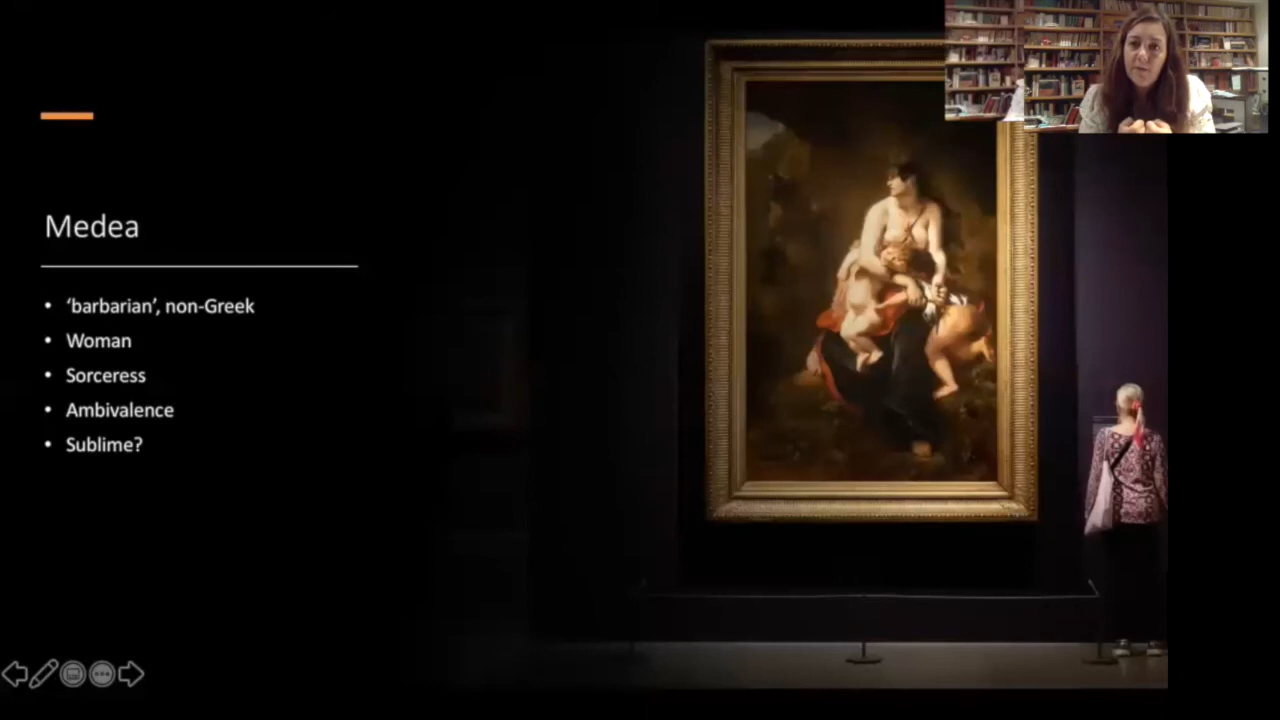 Medea
• ‘barbarian’, non-Greek
• Woman
• Sorceress
• Ambivalence
• Sublime?